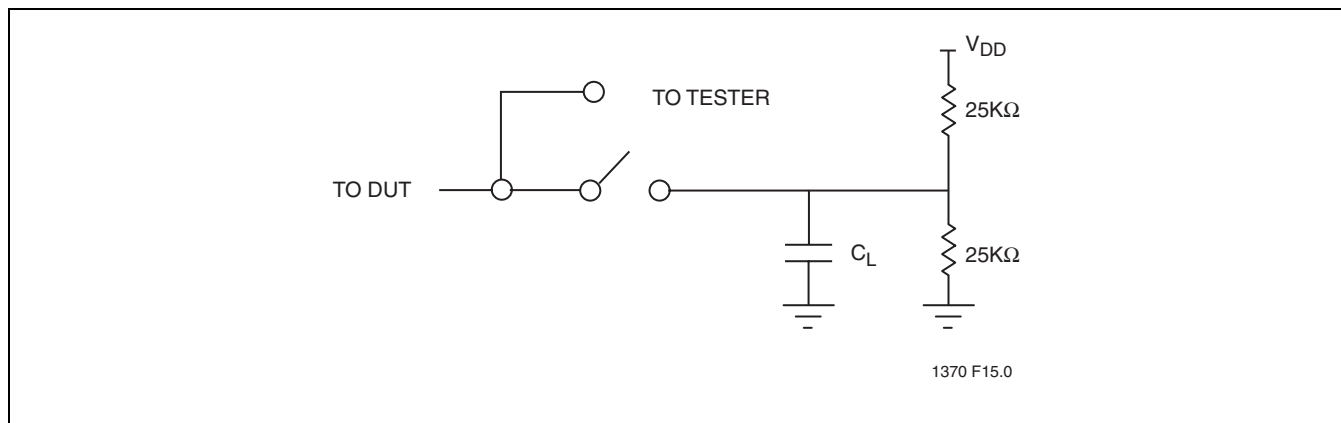 V_DD
25KΩ
TO TESTER
TO DUT
C_L
25KΩ
1370 F15.0